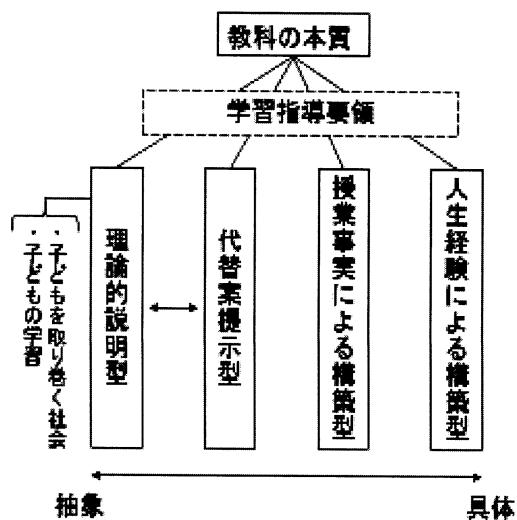 教科の本質
学習指導要領
理論的説明型
代替案提示型
授業事実による構築型
人生経験による構築型
・子どもを取り巻く社会
・子どもの学習
抽象
具体